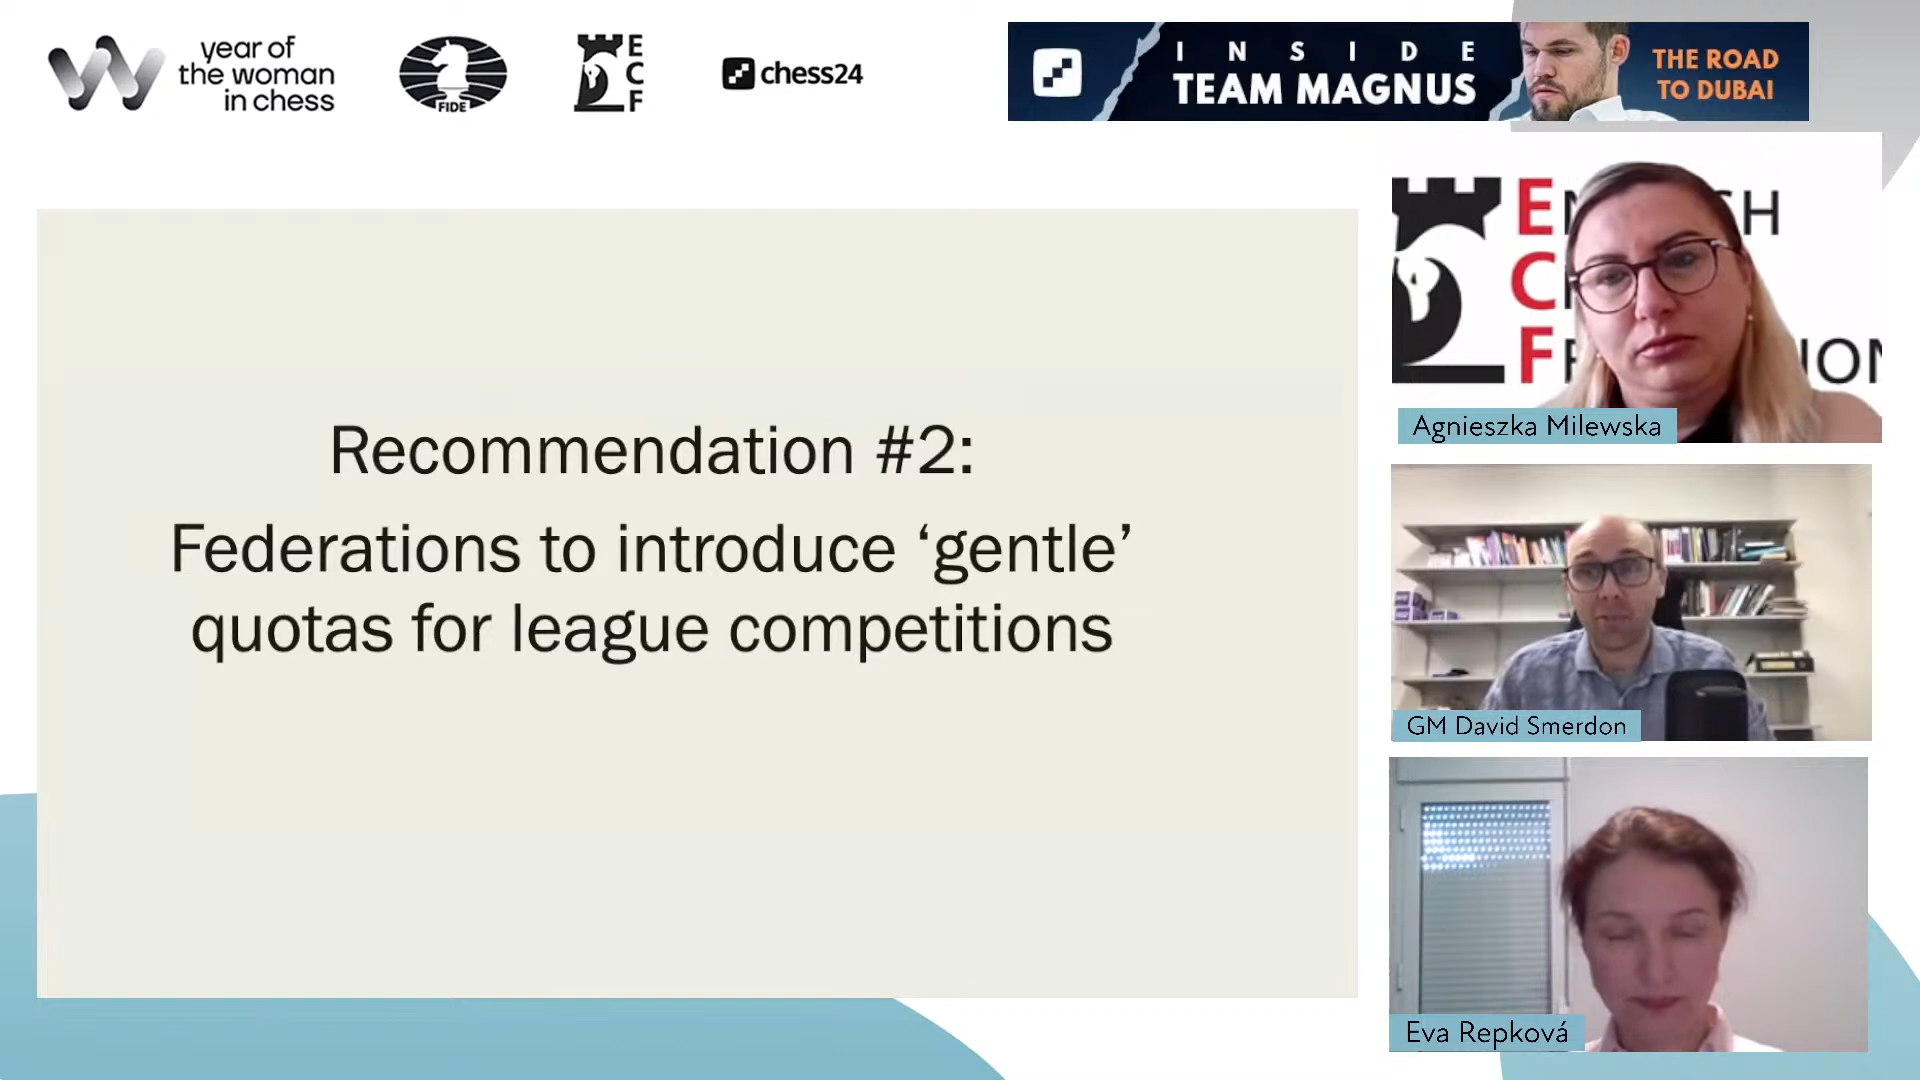 year of
the woman
in chess
FIDE
E
C
F
chess24
INSIDE
TEAM MAGNUS
THE ROAD
TO DUBAI
Recommendation #2:
Federations to introduce ‘gentle’
quotas for league competitions
E
C
F
Agnieszka Milewska
GM David Smerdon
Eva Repková